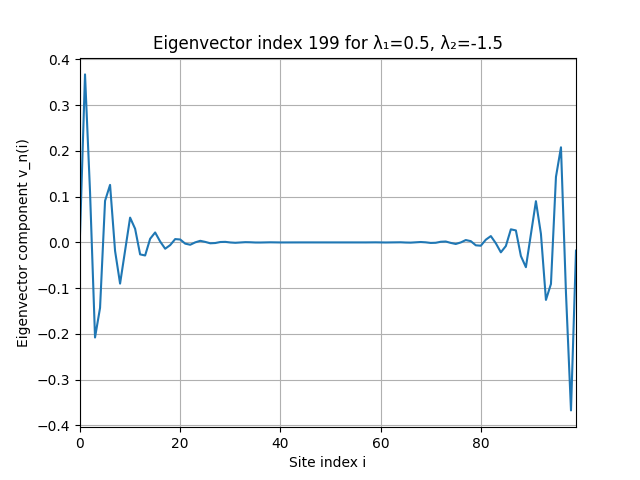 Eigenvector index 199 for λ₁=0.5, λ₂=-1.5
0.4
0.3
0.2
0.1
0.0
−0.1
−0.2
−0.3
−0.4
Eigenvector component v_n(i)
0 20 40 60 80
Site index i